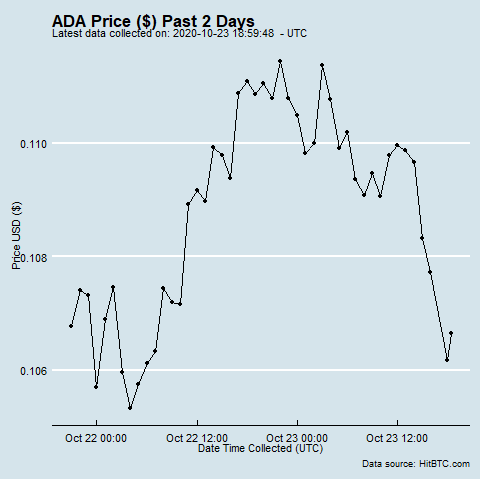 ADA Price ($) Past 2 Days
Latest data collected on: 2020-10-23 18:59:48  - UTC
Price USD ($)
0.110
0.108
0.106
Oct 22 00:00
Oct 22 12:00
Oct 23 00:00
Oct 23 12:00
Date Time Collected (UTC)
Data source: HitBTC.com